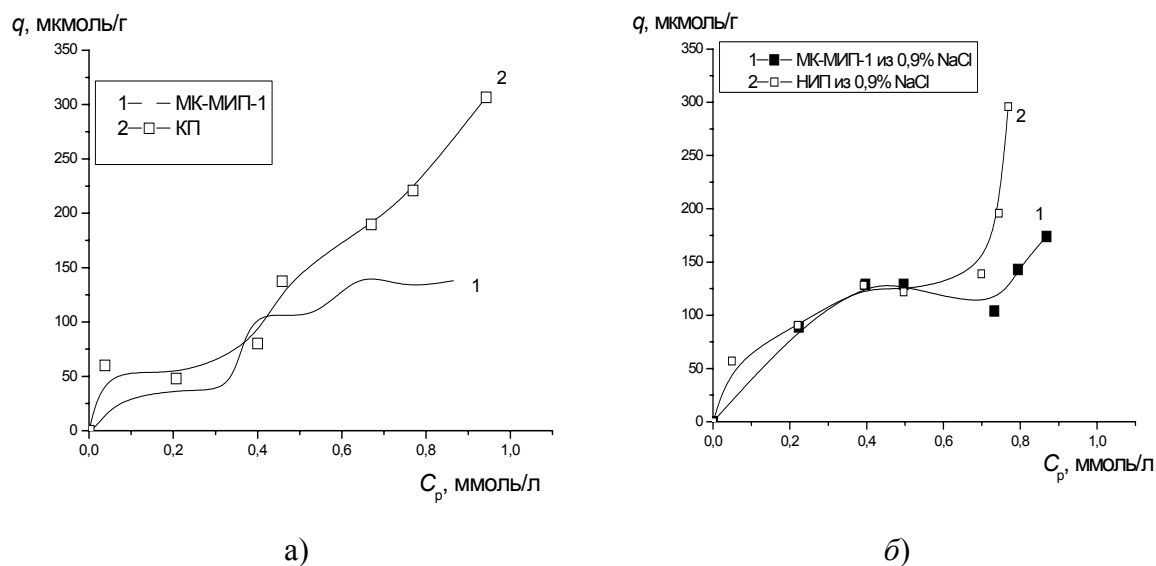 q, мкмоль/г
350
300
250
200
150
100
50
0
0,0 0,2 0,4 0,6 0,8 1,0
C р, ммоль/л
1— — МК-МИП-1
2—□— КП
2
1
а)
q, мкмоль/г
350
300
250
200
150
100
50
0
0,0 0,2 0,4 0,6 0,8 1,0
C р, ммоль/л
1—■— МК-МИП-1 из 0,9% NaCl
2—□— НИП из 0,9% NaCl
2
1
б)